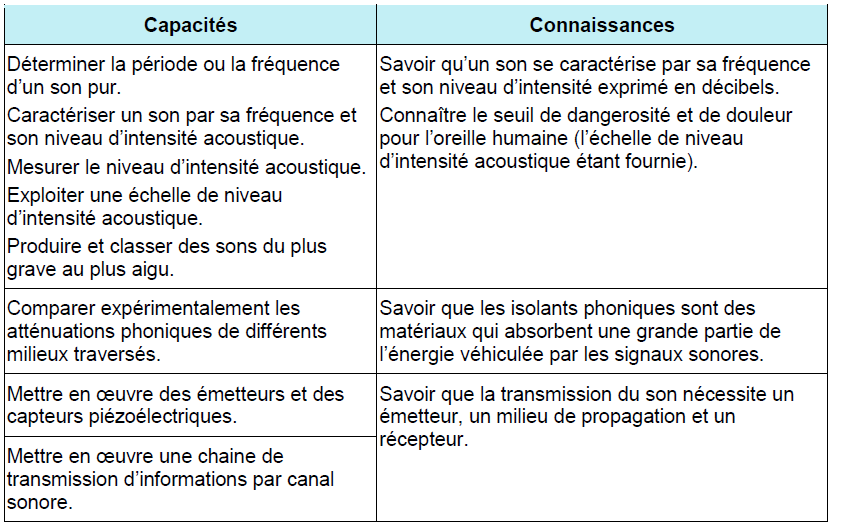 Capacités
Connaissances
Déterminer la période ou la fréquence
d’un son pur.
Caractériser un son par sa fréquence et
son niveau d’intensité acoustique.
Mesurer le niveau d’intensité acoustique.
Exploiter une échelle de niveau
d’intensité acoustique.
Produire et classer des sons du plus
grave au plus aigu.
Savoir qu’un son se caractérise par sa fréquence
et son niveau d’intensité exprimé en décibels.
Connaître le seuil de dangerosité et de douleur
pour l’oreille humaine (l’échelle de niveau
d’intensité acoustique étant fournie).
Comparer expérimentalement les
atténuations phoniques de différents
milieux traversés.
Savoir que les isolants phoniques sont des
matériaux qui absorbent une grande partie de
l’énergie véhiculée par les signaux sonores.
Mettre en œuvre des émetteurs et des
capteurs piézoélectriques.
Savoir que la transmission du son nécessite un
émetteur, un milieu de propagation et un
récepteur.
Mettre en œuvre une chaine de
transmission d’informations par canal
sonore.